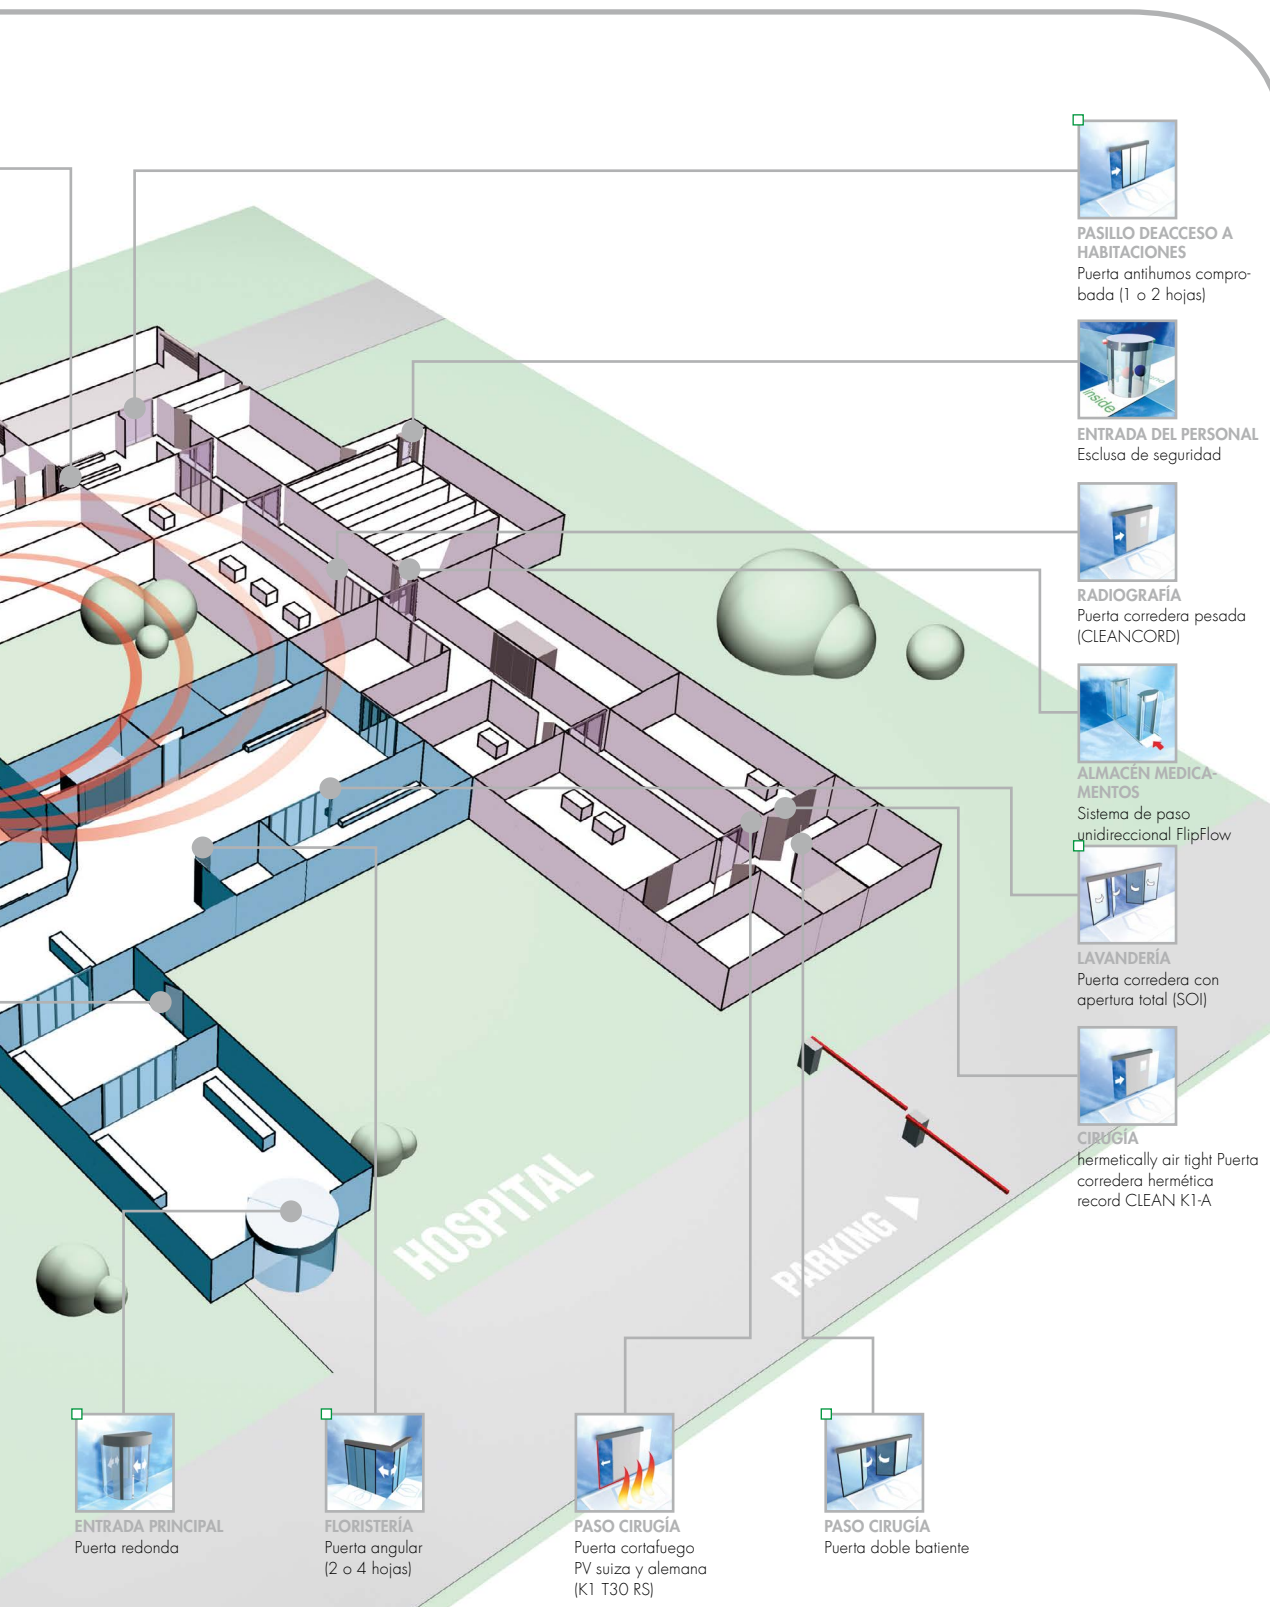 PASILLO DEACCESO A
HABITACIONES
Puerta antihumos compro-
bada (1 o 2 hojas)
inside
ENTRADA DEL PERSONAL
Esclusa de seguridad
RADIOGRAFÍA
Puerta corredera pesada
(CLEANCORD)
ALMACÉN MEDICA-
MENTOS
Sistema de paso
unidireccional FlipFlow
LAVANDERÍA
Puerta corredera con
apertura total (SOI)
CIRUGÍA
hermetically air tight Puerta
corredera hermética
record CLEAN K1-A
HOSPITAL
PARKING
ENTRADA PRINCIPAL
Puerta redonda
FLORISTERÍA
Puerta angular
(2 o 4 hojas)
PASO CIRUGÍA
Puerta cortafuego
PV suiza y alemana
(K1 T30 RS)
PASO CIRUGÍA
Puerta doble batiente